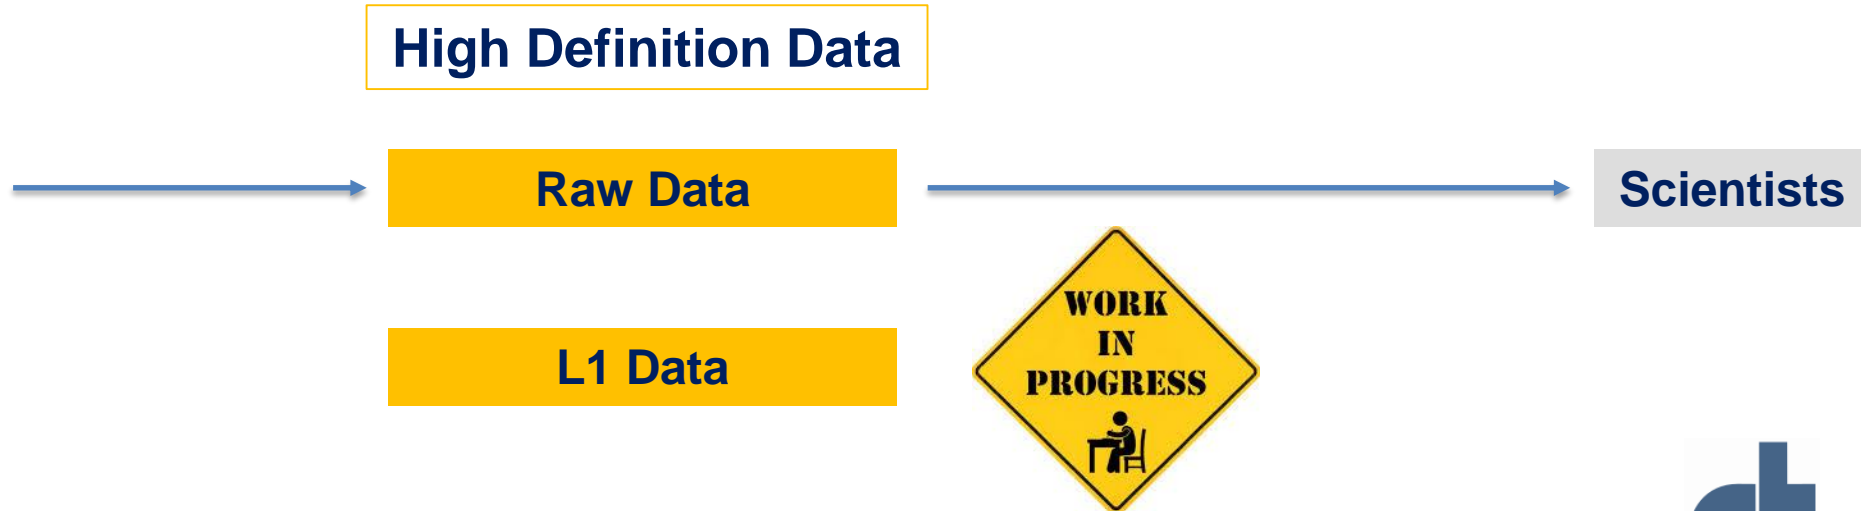 High Definition Data
Raw Data
Scientists
L1 Data
WORK
IN
PROGRESS